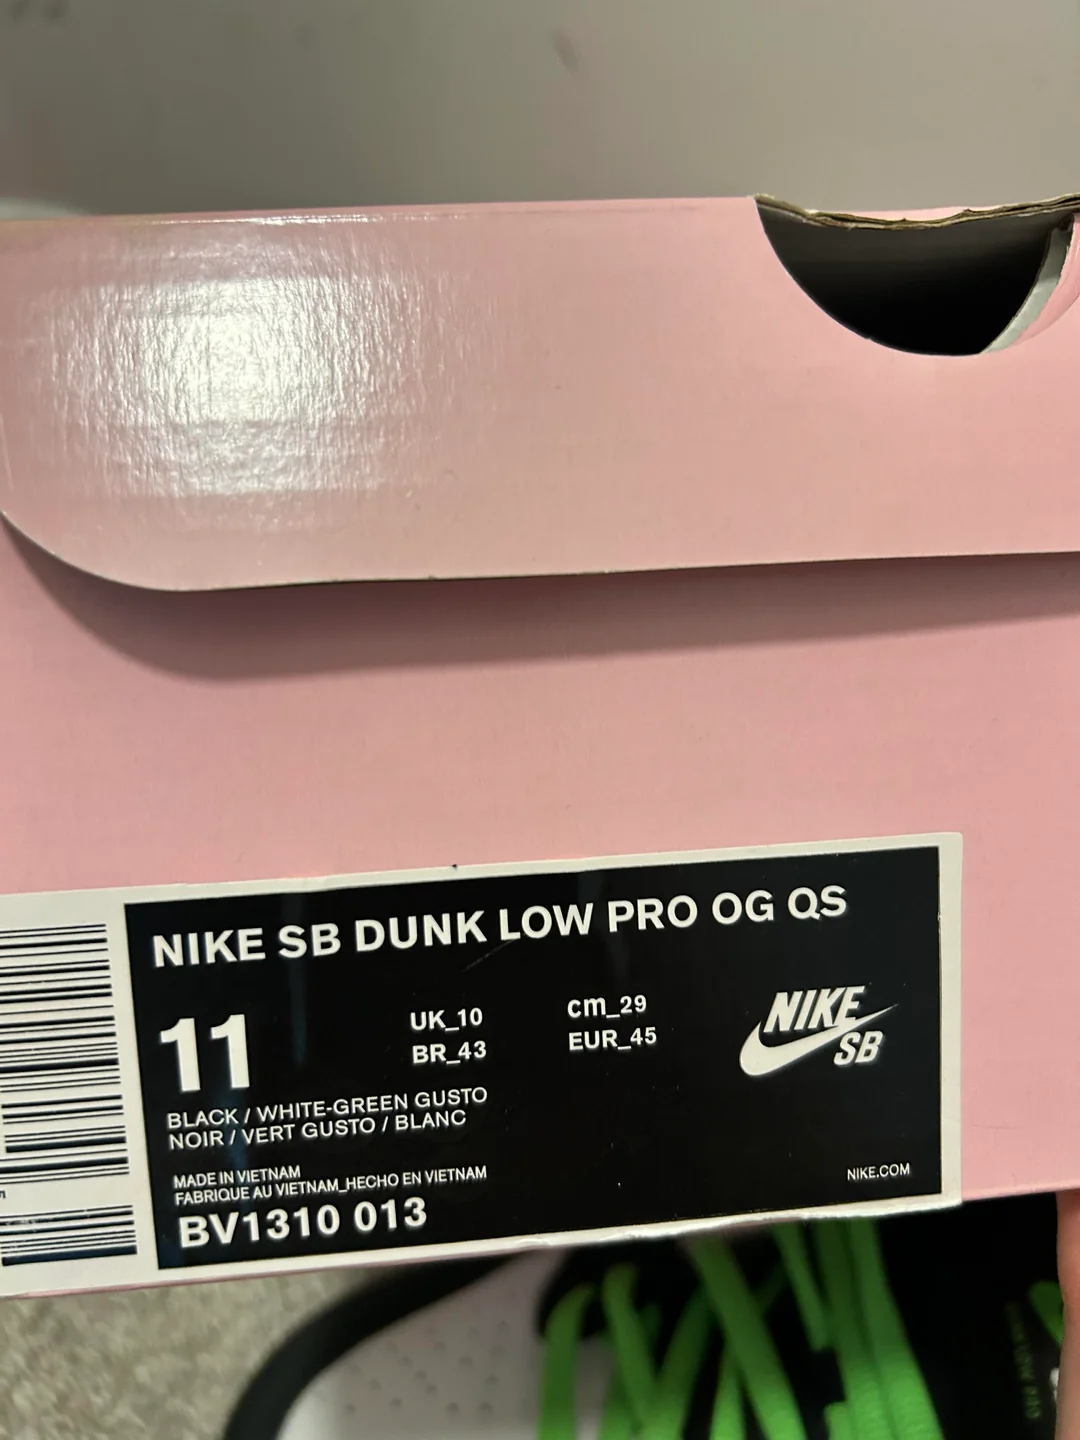 NIKE SB DUNK LOW PRO OG QS
11
UK_10
BR_43
cm_29
EUR_45
NIKE
SB
BLACK / WHITE-GREEN GUSTO
NOIR / VERT GUSTO / BLANC
MADE IN VIETNAM
FABRIQUE AU VIETNAM_HECHO EN VIETNAM
BV1310 013
NIKE.COM